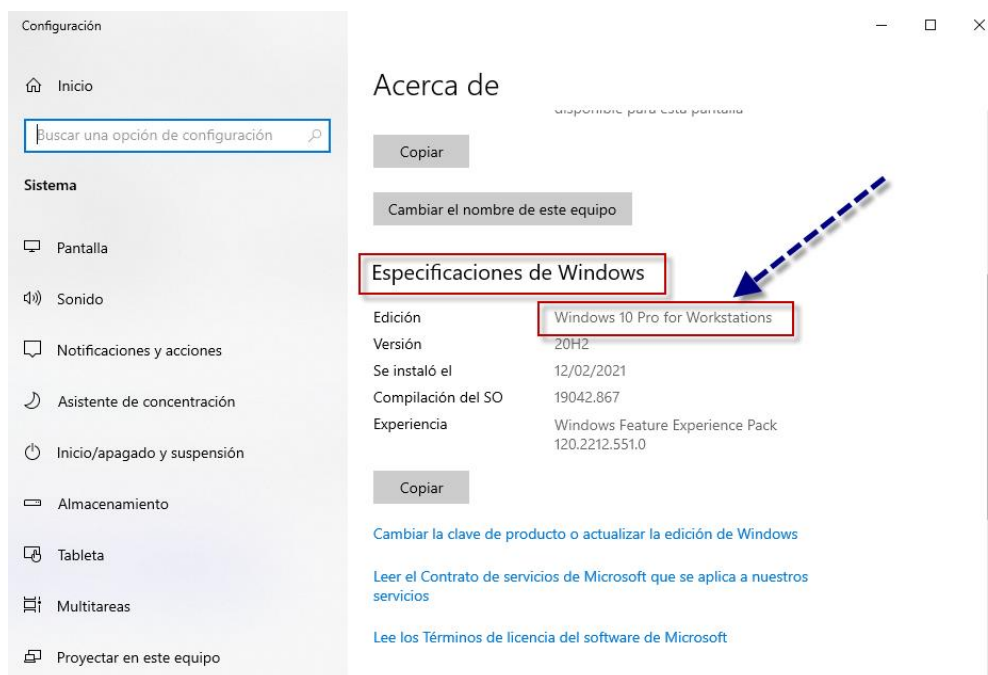 Configuración
Inicio
Buscar una opción de configuración
Sistema
Pantalla
Sonido
Notificaciones y acciones
Asistente de concentración
Inicio/apagado y suspensión
Almacenamiento
Tableta
Multitareas
Proyectar en este equipo
Acerca de
disponible para esta pantalla
Copiar
Cambiar el nombre de este equipo
Especificaciones de Windows
Edición Windows 10 Pro for Workstations
Versión 20H2
Se instaló el 12/02/2021
Compilación del SO 19042.867
Experiencia Windows Feature Experience Pack
120.2212.551.0
Copiar
Cambiar la clave de producto o actualizar la edición de Windows
Leer el Contrato de servicios de Microsoft que se aplica a nuestros
servicios
Lee los Términos de licencia del software de Microsoft